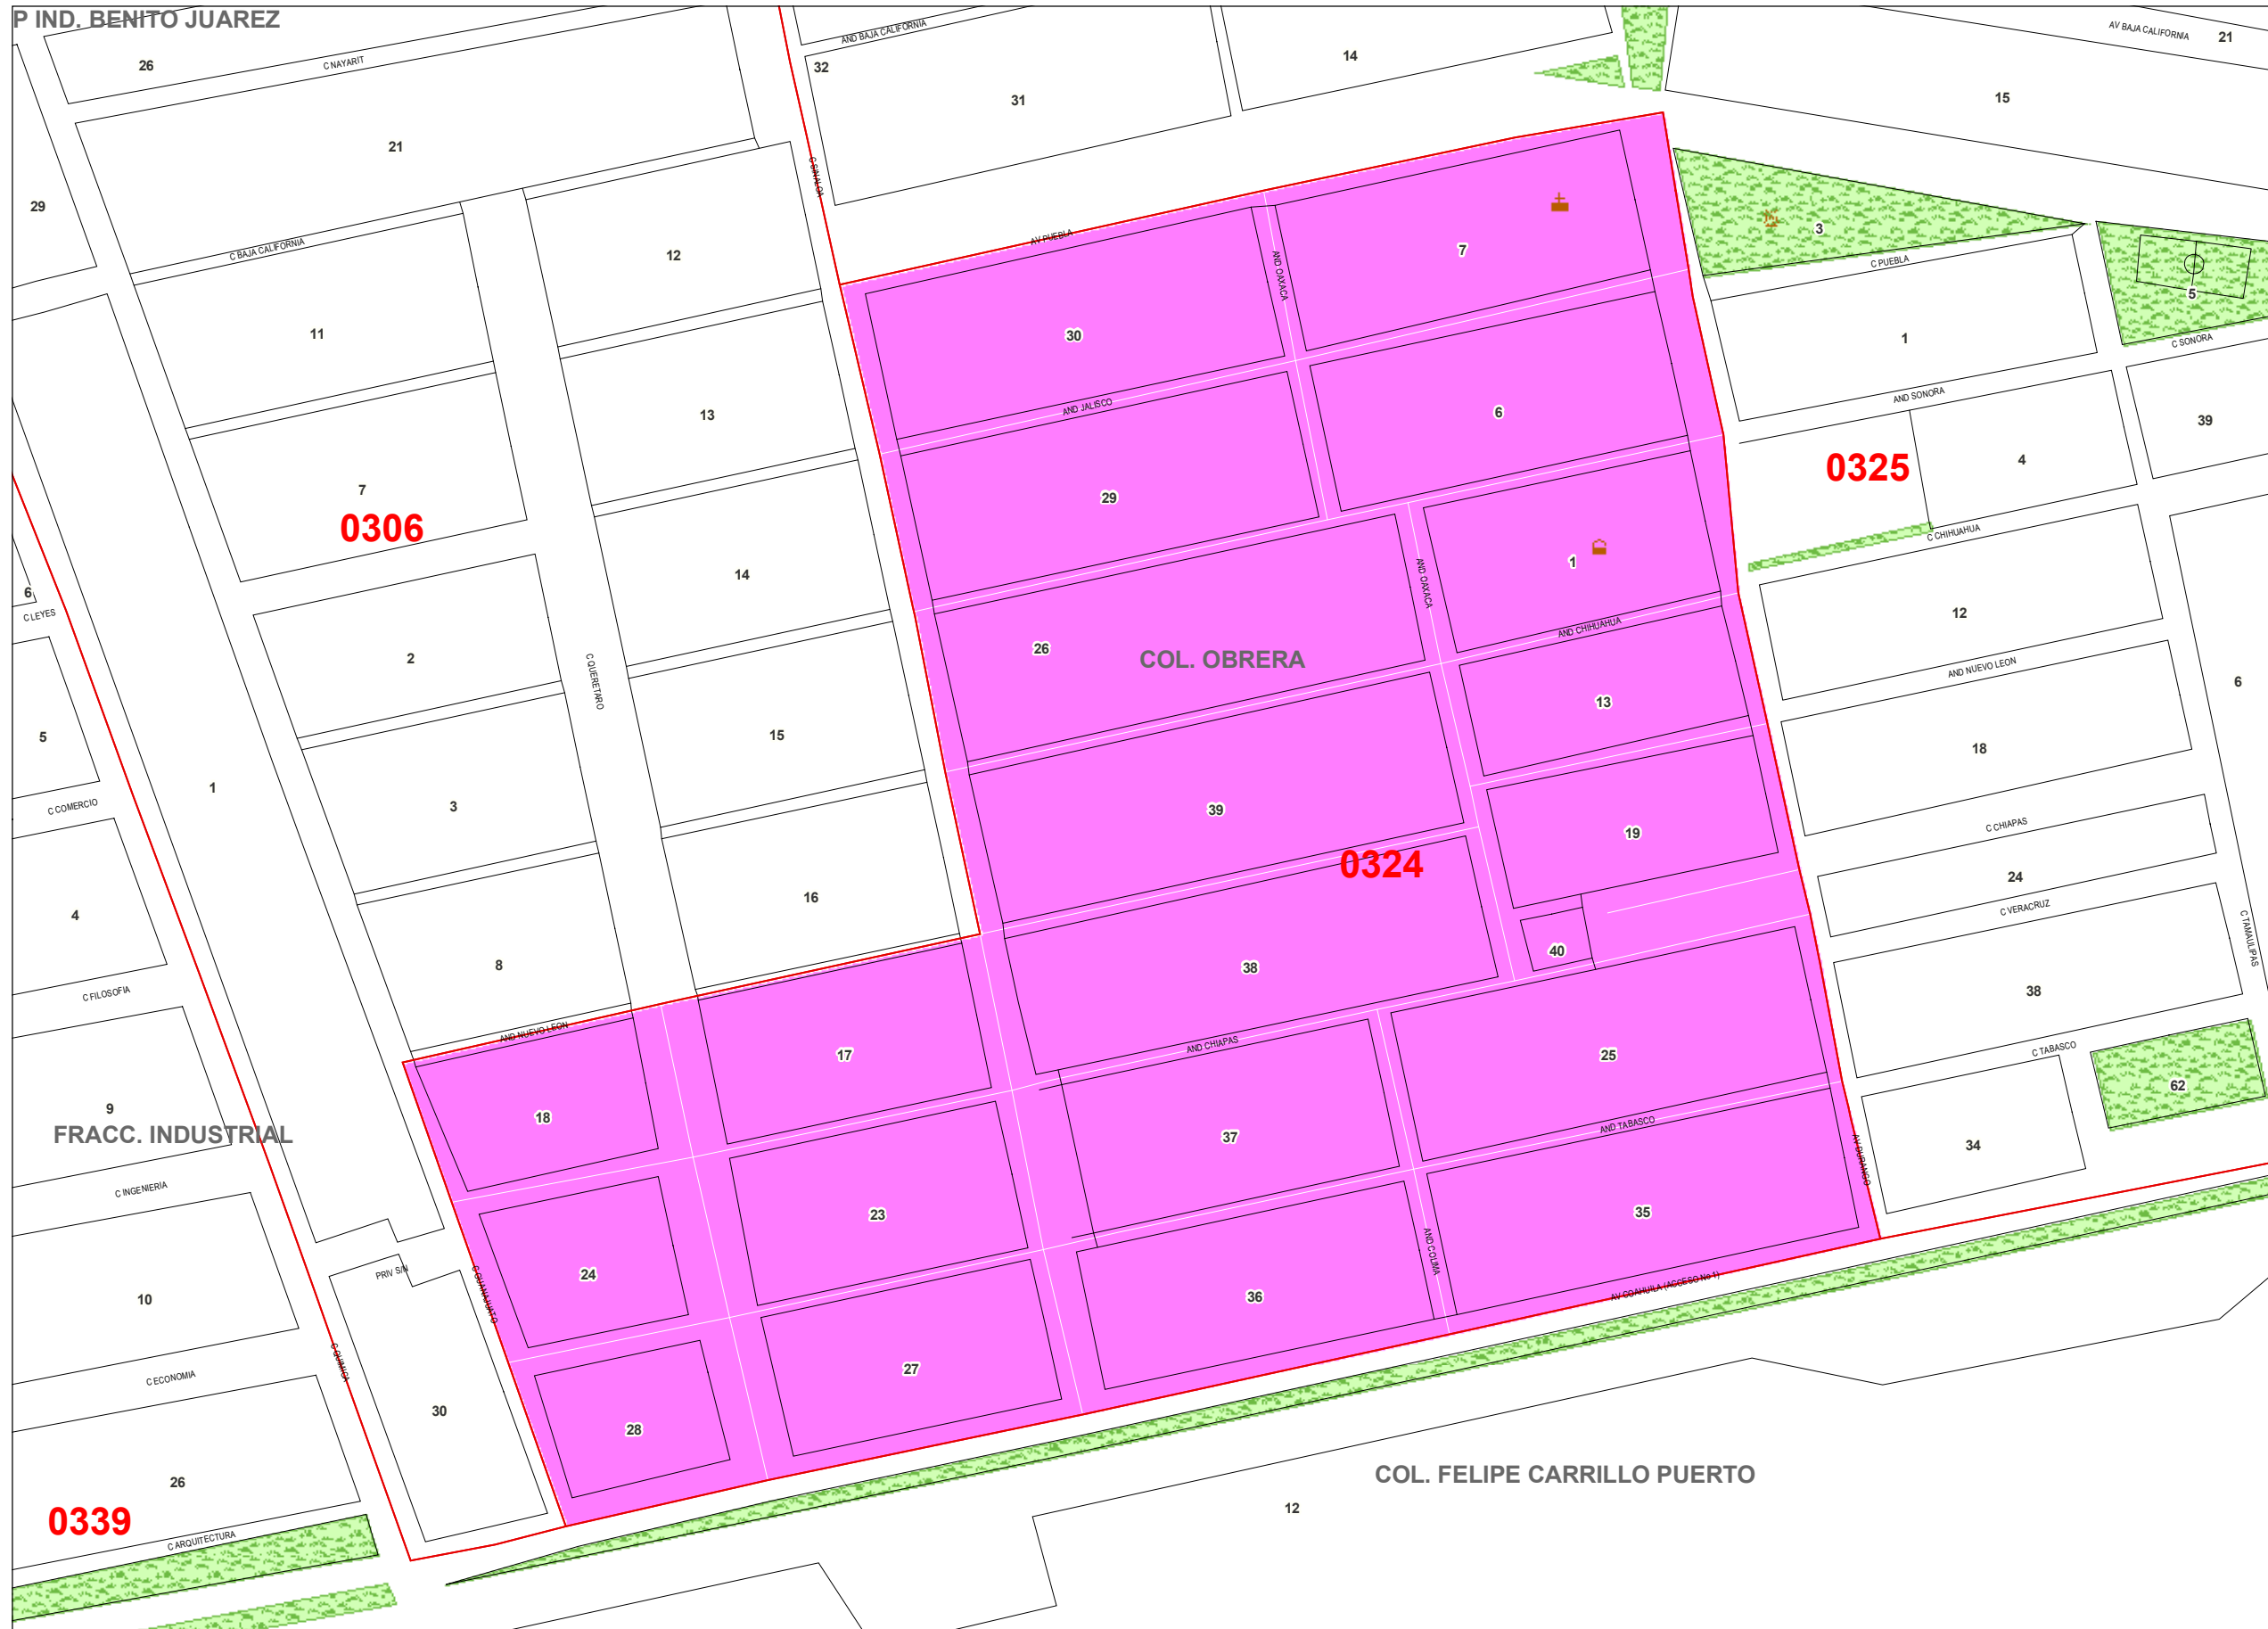 P IND. BENITO JUAREZ
26
C NAYARIT
AND BAJA CALIFORNIA
32
31
14
AV BAJA CALIFORNIA
21
15
21
29
C SINALOA
12
C BAJA CALIFORNIA
AV PUEBLA
AND OAXACA
7
3
C PUEBLA
5
C SONORA
11
30
1
13
AND JALISCO
6
AND SONORA
39
7
0306
29
0325
4
C CHIHUAHUA
14
AND OAXACA
1
6
C LEYES
2
C QUERETARO
26
COL. OBRERA
AND CHIHUAHUA
12
AND NUEVO LEON
6
5
15
13
18
1
C COMERCIO
3
39
19
C CHIAPAS
0324
24
4
16
C VERACRUZ
C TAMAULIPAS
8
38
40
38
C FILOSOFIA
AND NUEVO LEON
17
AND CHIAPAS
25
C TABASCO
62
9
18
FRACC. INDUSTRIAL
37
AND TABASCO
AV DURANGO
34
C INGENIERIA
23
35
PRIV S/N
24
C GUANAJUATO
AND COLIMA
10
36
AV COAHUILA (ACCESO No 1)
C QUIMICA
C ECONOMIA
27
30
28
26
COL. FELIPE CARRILLO PUERTO
12
0339
C ARQUITECTURA